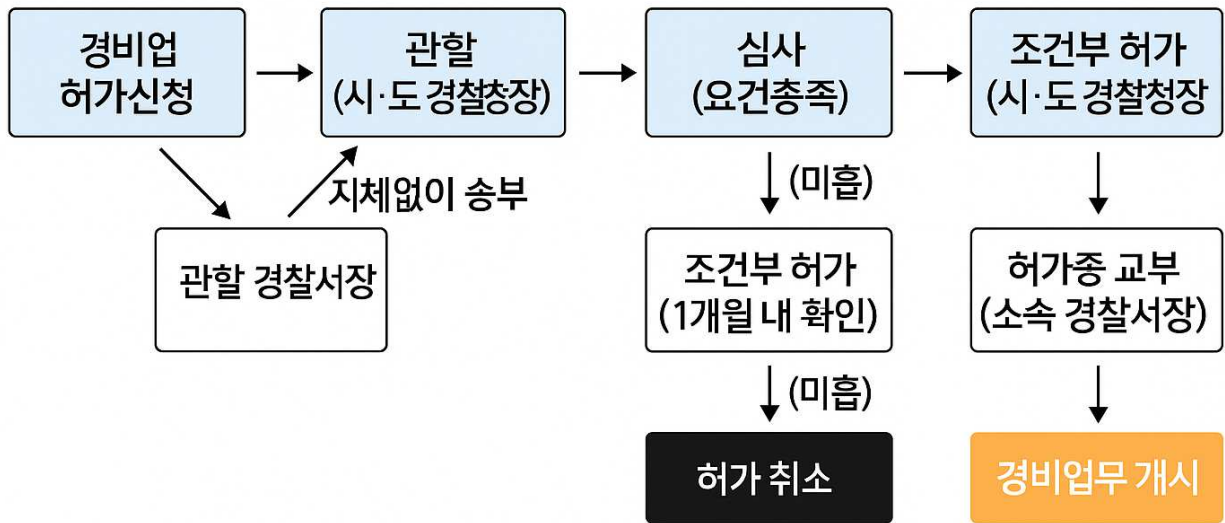 경비업
허가신청
관할
(시·도 경찰청장)
심사
(요건총족)
조건부 허가
(시·도 경찰청장
지체없이 송부
(미흡)
관할 경찰서장
조건부 허가
(1개월 내 확인)
허가종 교부
(소속 경찰서장)
(미흡)
허가 취소
경비업무 개시